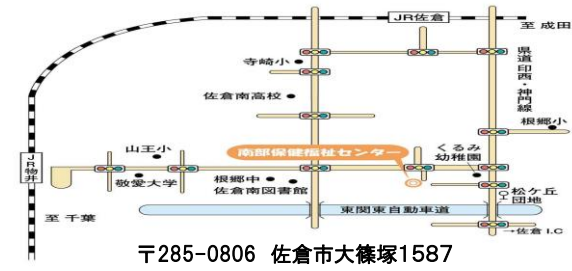 JR佐倉
至 成田
寺崎小
県道 印西・神門線
佐倉南高校
根郷小
山王小
南部保健福祉センター
くるみ
幼稚園
JR物井
敬愛大学
根郷中
佐倉南図書館
松ケ丘
団地
東関東自動車道
至 千葉
→佐倉 I.C
〒285-0806 佐倉市大篠塚1587